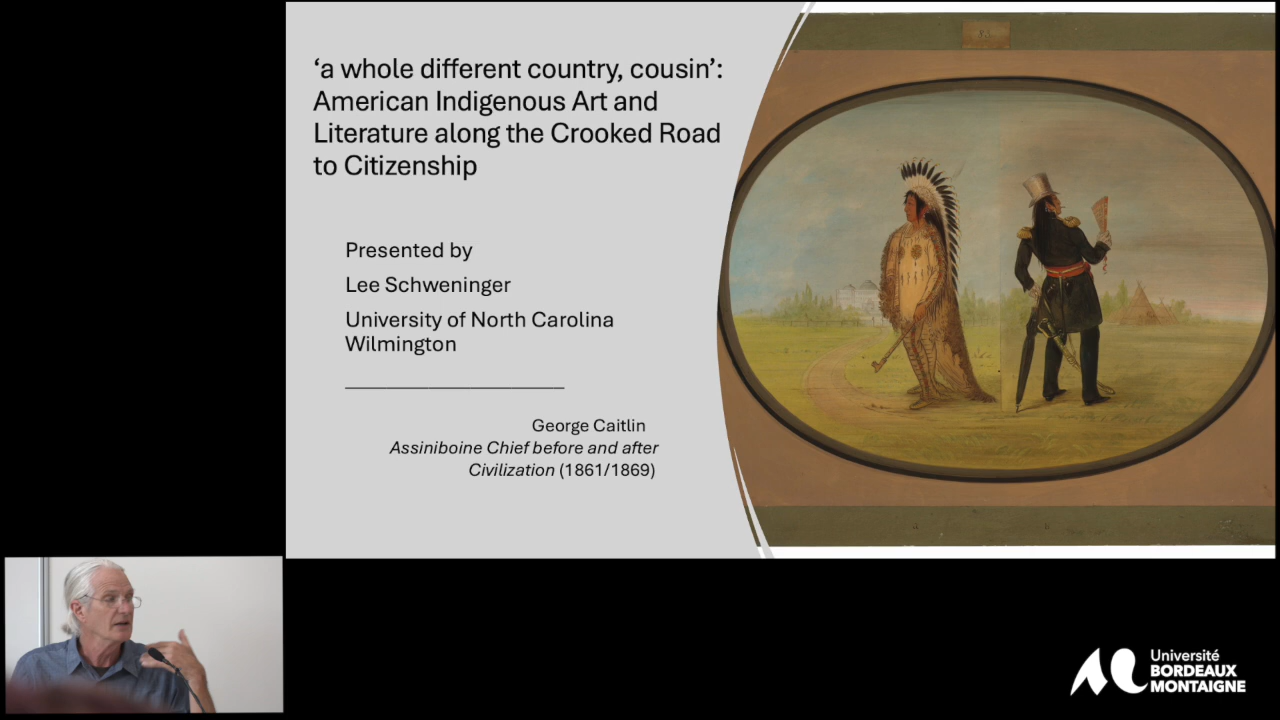 ‘a whole different country, cousin’:
American Indigenous Art and
Literature along the Crooked Road
to Citizenship
Presented by
Lee Schweninger
University of North Carolina
Wilmington
George Caitlin
Assiniboine Chief before and after
Civilization (1861/1869)
Université
BORDEAUX
MONTAIGNE